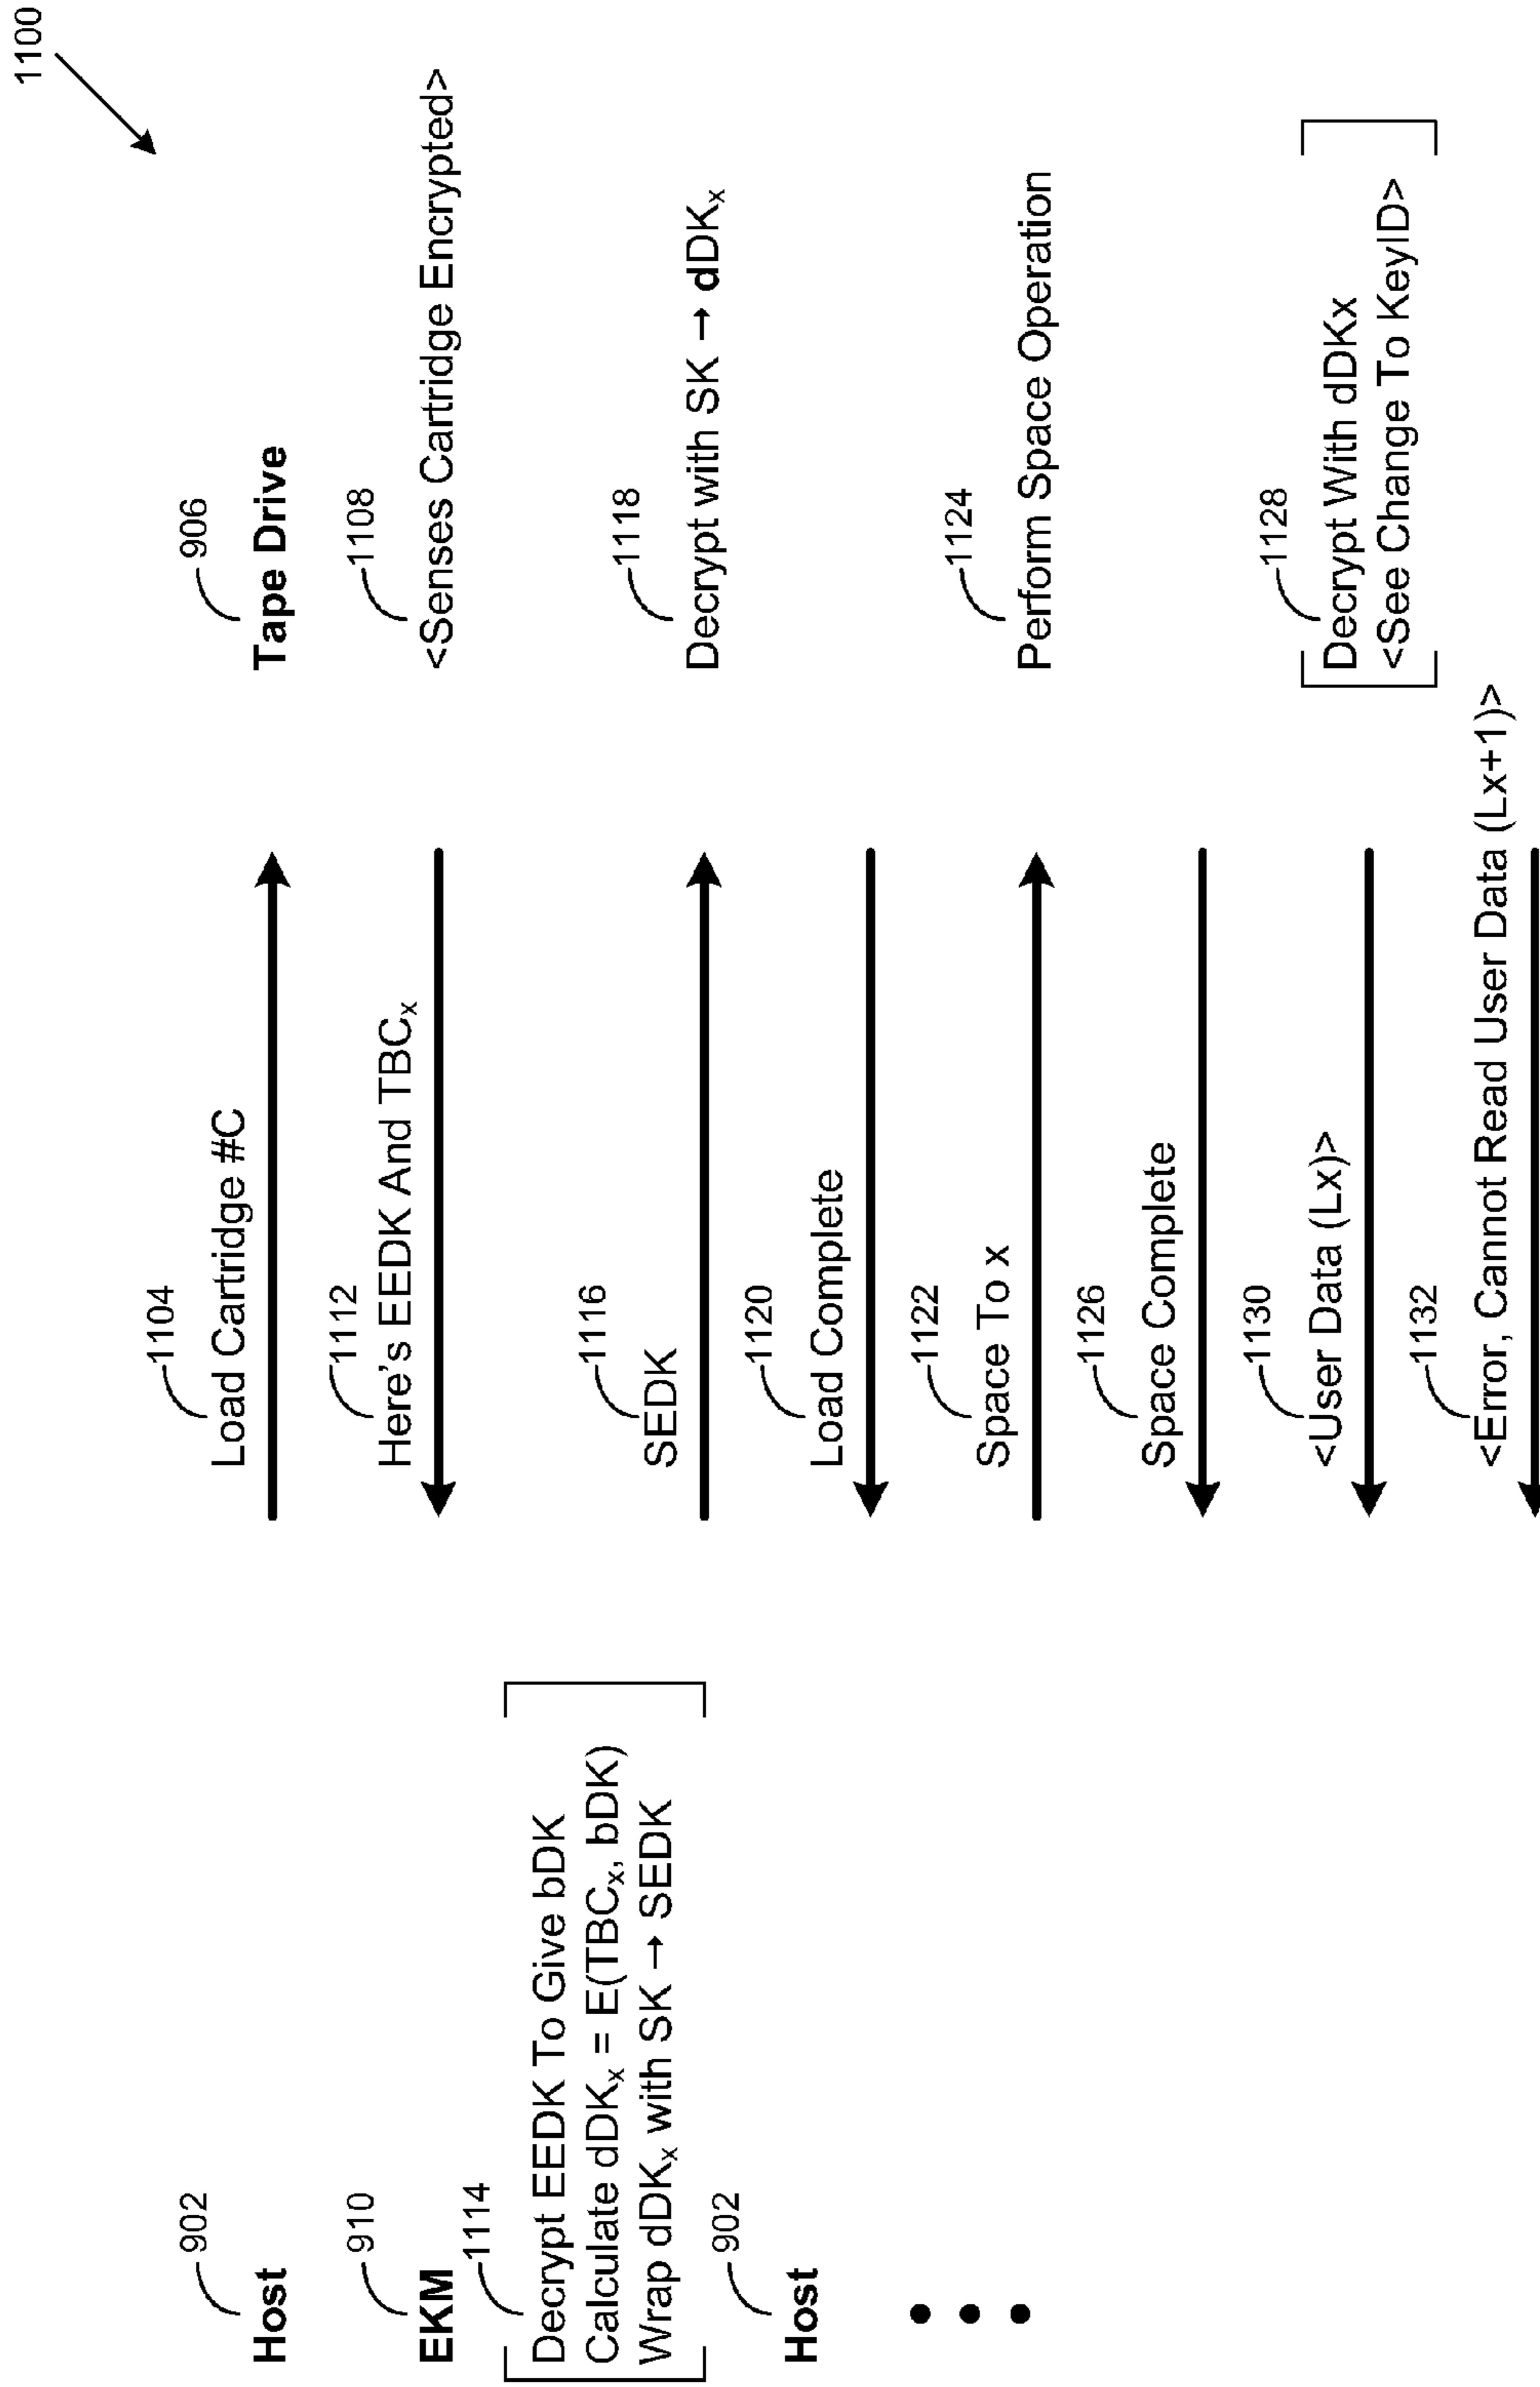 1100
902
Host
1104
Load Cartridge #C
906
Tape Drive
910
EKM
1112
Here's EEDK And TBCₓ
1108
<Senses Cartridge Encrypted>
1114
Decrypt EEDK To Give bDK
Calculate dDKₓ = E(TBCₓ, bDK)
Wrap dDKₓ with SK → SEDK
1116
SEDK
1118
Decrypt with SK → dDKₓ
902
Host
1120
Load Complete
1122
Space To x
1124
Perform Space Operation
1126
Space Complete
1130
<User Data (Lx)>
1128
Decrypt With dDKx
<See Change To KeyID>
1132
<Error, Cannot Read User Data (Lx+1)>